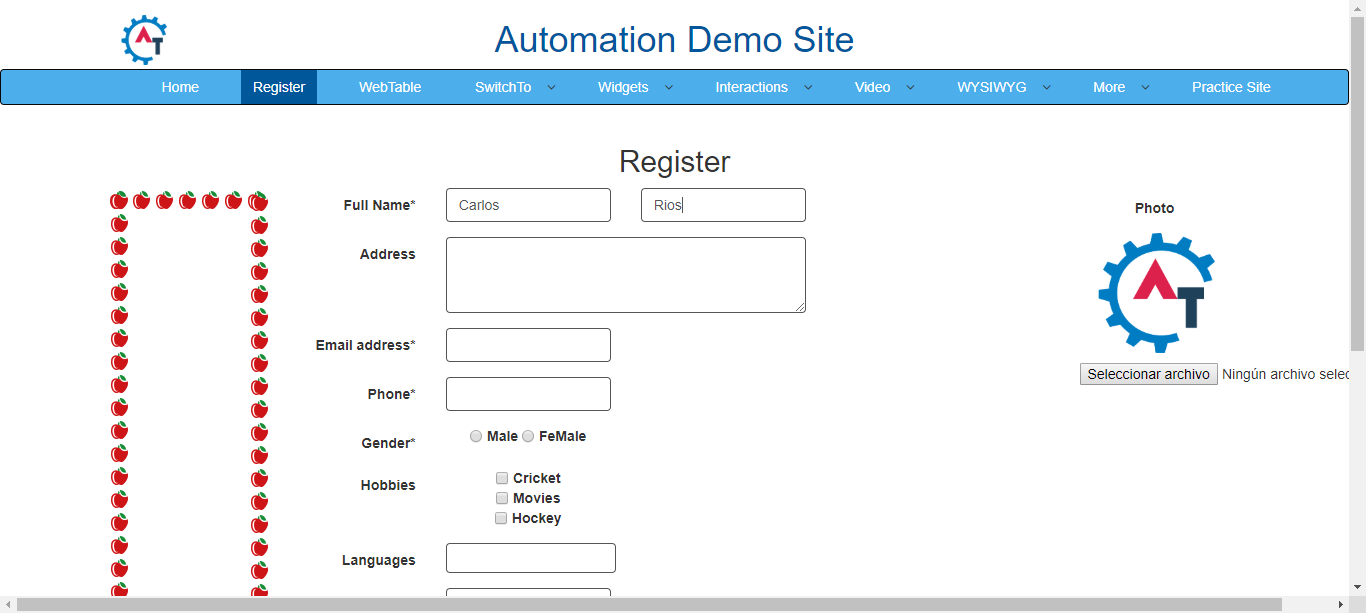 AT
Automation Demo Site
Home Register WebTable SwitchTo Widgets Interactions Video WYSIWYG More Practice Site
Register
Full Name* Carlos Rios
Photo
AT
Address
Email address*
Seleccionar archivo Ningún archivo selec
Phone*
Gender* Male FeMale
Hobbies Cricket
Movies
Hockey
Languages